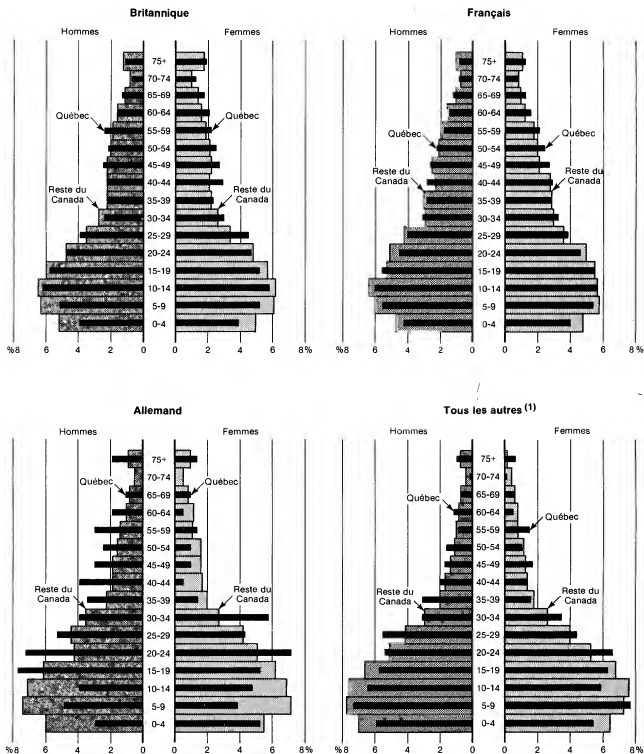 Britannique
Hommes
Femmes
75+
70-74
65-69
60-64
Québec
55-59
50-54
45-49
40-44
Reste du
Canada
Reste du
Canada
35-39
30-34
25-29
20-24
15-19
10-14
5-9
0-4
%8 6 4 2 0 0 2 4 6 8%
Français
Hommes
Femmes
75+
70-74
65-69
60-64
Québec
Québec
55-59
50-54
45-49
40-44
Reste du
Canada
Reste du
Canada
35-39
30-34
25-29
20-24
15-19
10-14
5-9
0-4
%8 6 4 2 0 0 2 4 6 8%
Allemand
Hommes
Femmes
75+
70-74
Québec
Québec
65-69
60-64
55-59
50-54
45-49
40-44
Reste du
Canada
Reste du
Canada
35-39
30-34
25-29
20-24
15-19
10-14
5-9
0-4
%8 6 4 2 0 0 2 4 6 8%
Tous les autres (1)
Hommes
Femmes
75+
70-74
65-69
Québec
60-64
Québec
55-59
50-54
45-49
40-44
Reste du
Canada
Reste du
Canada
35-39
30-34
25-29
20-24
15-19
10-14
5-9
0-4
%8 6 4 2 0 0 2 4 6 8%